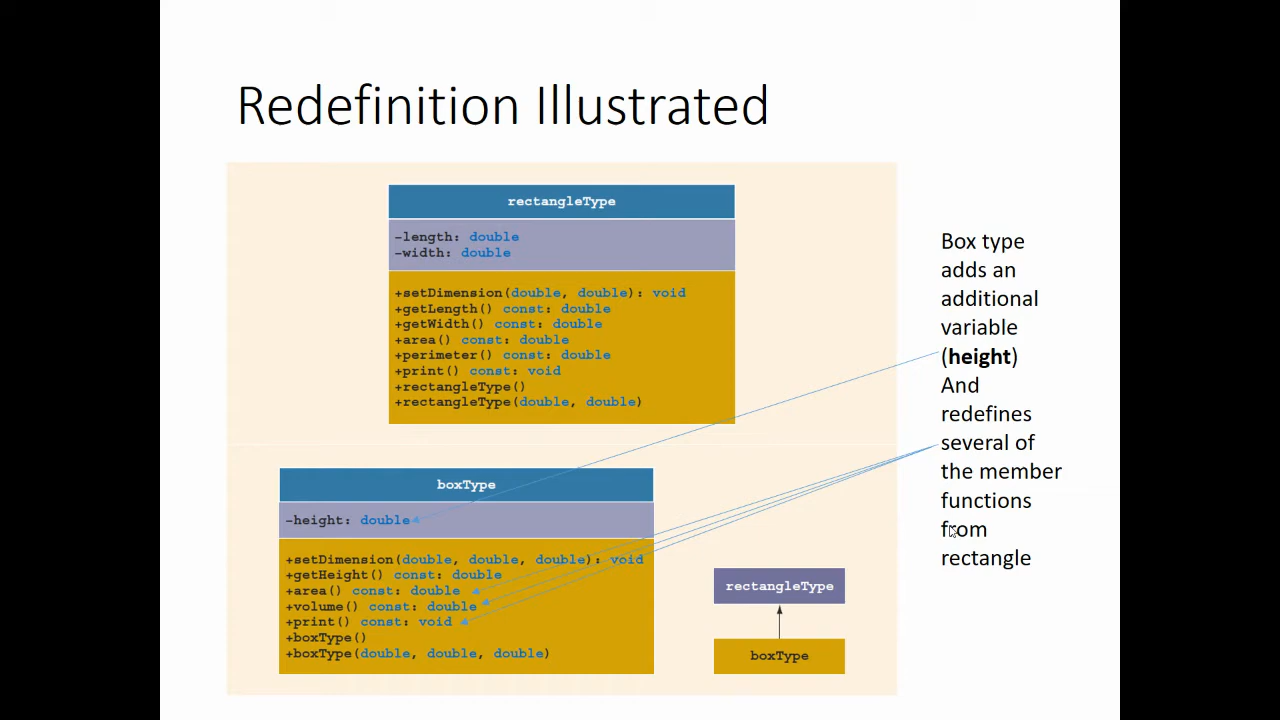 Redefinition Illustrated
rectangleType
-length: double
-width: double
+setDimension(double, double): void
+getLength() const: double
+getWidth() const: double
+area() const: double
+perimeter() const: double
+print() const: void
+rectangleType()
+rectangleType(double, double)
boxType
-height: double
+setDimension(double, double, double): void
+getHeight() const: double
+area() const: double
+volume() const: double
+print() const: void
+boxType()
+boxType(double, double, double)
rectangleType
boxType
Box type
adds an
additional
variable
(height)
And
redefines
several of
the member
functions
from
rectangle